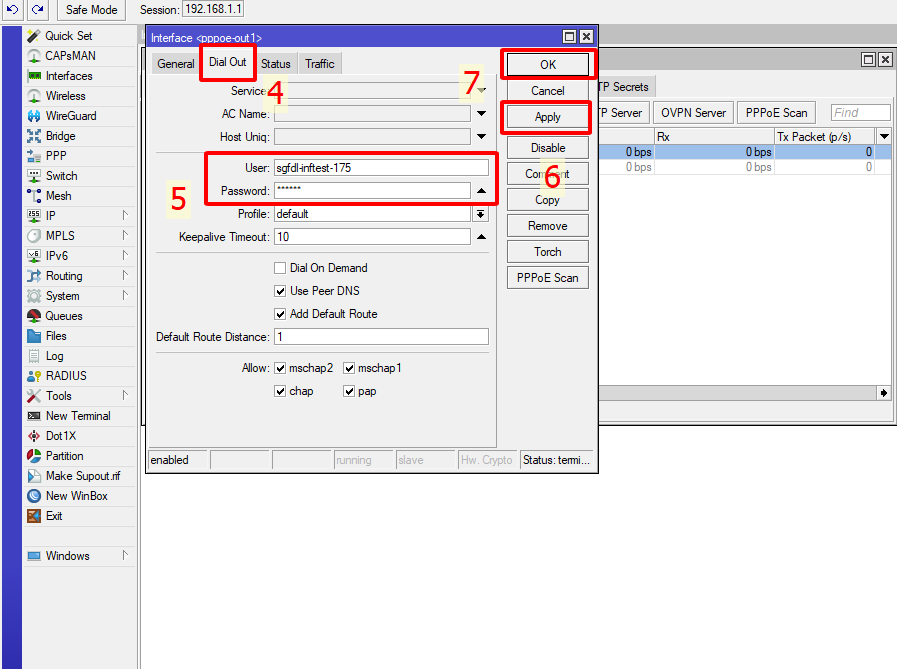 Safe Mode Session: 192.168.1.1
Quick Set
CAPsMAN
Interfaces
Wireless
WireGuard
Bridge
PPP
Switch
Mesh
IP
MPLS
IPv6
Routing
System
Queues
Files
Log
RADIUS
Tools
New Terminal
Dot1X
Partition
Make Supout.rif
New WinBox
Exit
Windows
Interface <pppoe-out1>
General Dial Out Status Traffic
4
7
Service:
AC Name:
Host Uniq:
5
User: sgfdl-inftest-175
Password: ******
Profile: default
Keepalive Timeout: 10
Dial On Demand
Use Peer DNS
Add Default Route
Default Route Distance: 1
Allow: mschap2 mschap1
chap pap
OK
Cancel
Apply
Disable
6
Copy
Remove
Torch
PPPoE Scan
enabled running slave Hw. Crypto Status: termi...
TP Secrets
TP Server OVPN Server PPPoE Scan Find
Rx Tx Packet (p/s)
0 bps 0 bps 0
0 bps 0 bps 0